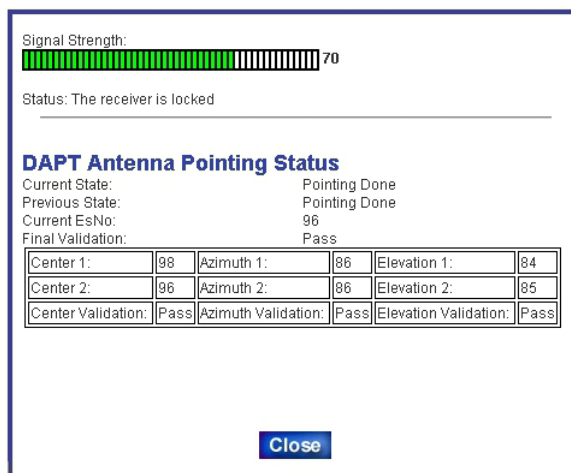 Signal Strength:
70
Status: The receiver is locked
DAPT Antenna Pointing Status
Current State: Pointing Done
Previous State: Pointing Done
Current EsNo: 96
Final Validation: Pass
Center 1: 98 Azimuth 1: 86 Elevation 1: 84
Center 2: 96 Azimuth 2: 86 Elevation 2: 85
Center Validation: Pass Azimuth Validation: Pass Elevation Validation: Pass
Close